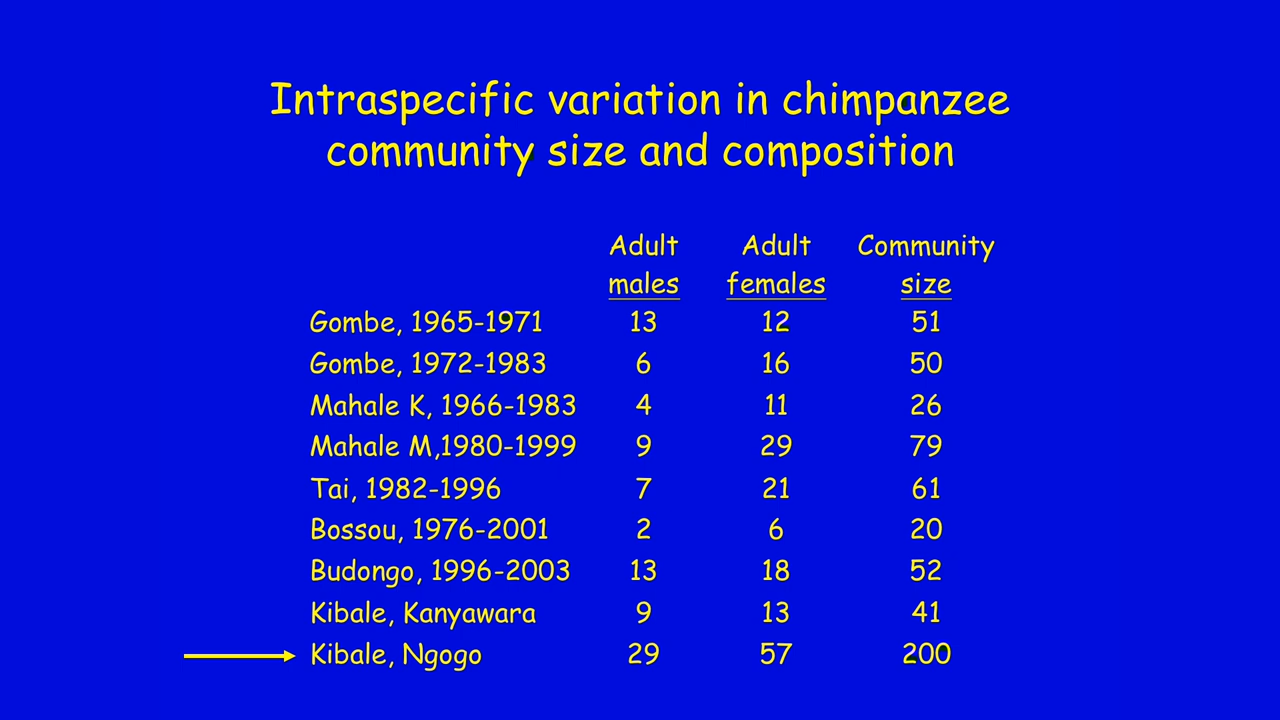 Intraspecific variation in chimpanzee
community size and composition
Adult Adult Community
males females size
Gombe, 1965-1971 13 12 51
Gombe, 1972-1983 6 16 50
Mahale K, 1966-1983 4 11 26
Mahale M,1980-1999 9 29 79
Tai, 1982-1996 7 21 61
Bossou, 1976-2001 2 6 20
Budongo, 1996-2003 13 18 52
Kibale, Kanyawara 9 13 41
Kibale, Ngogo 29 57 200